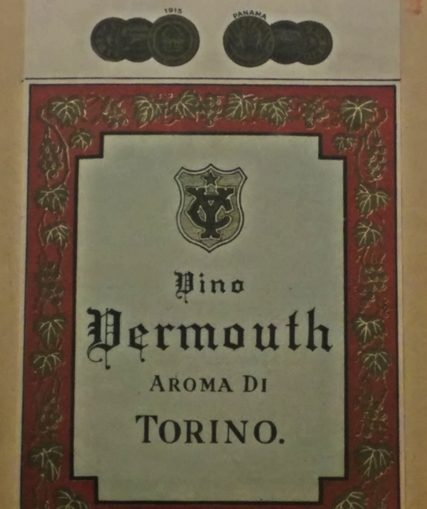 1915
PANAMA
Vino
Vermouth
AROMA DI
TORINO.